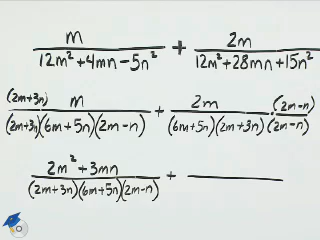 m/(12m²+4mn-5n²) + 2m/(12m²+28mn+15n²)
(2m+3n) m/((2m+3n)(6m+5n)(2m-n)) + 2m/((6m+5n)(2m+3n)) · (2m-n)/(2m-n)
(2m²+3mn)/((2m+3n)(6m+5n)(2m-n)) + ______